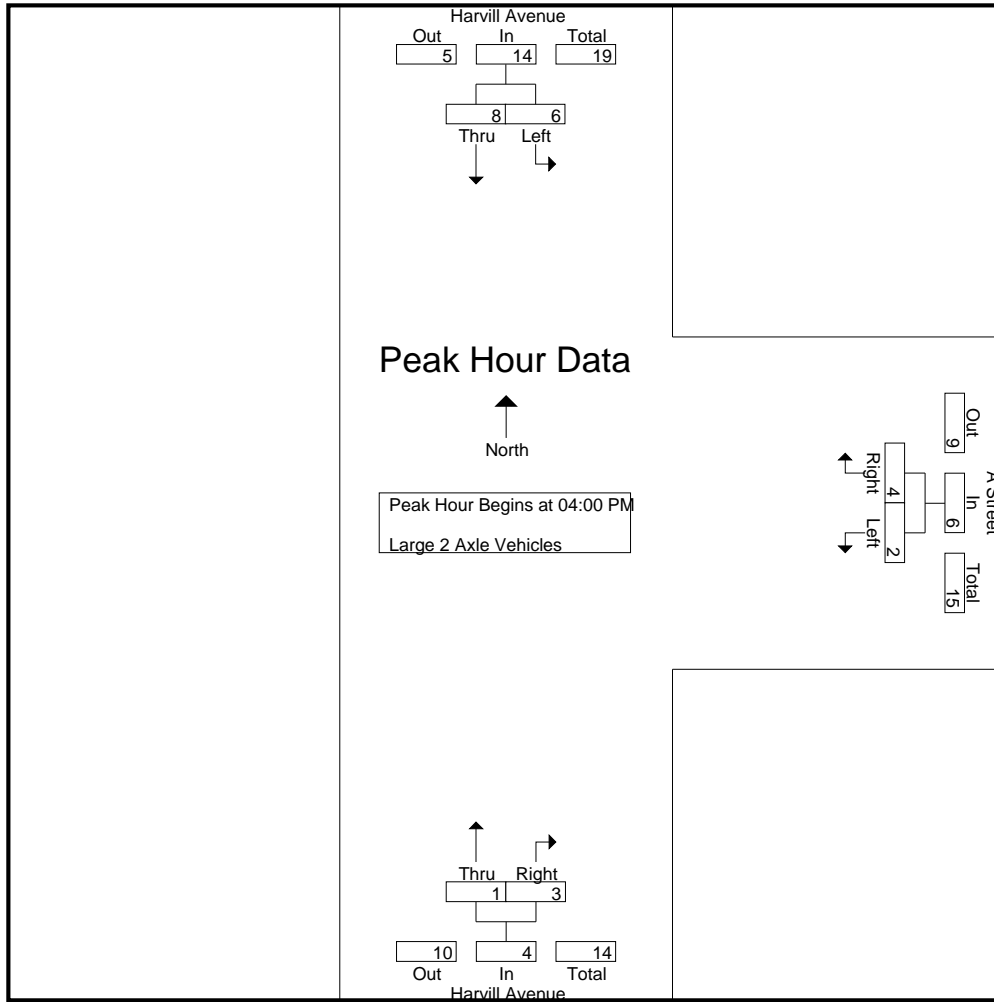 Harvill Avenue
Out In Total
5 14 19
8 6
Thru Left
Peak Hour Data
North
Peak Hour Begins at 04:00 PM
Large 2 Axle Vehicles
A Street
Out In Total
9 6 15
Right Left
4 2
Thru Right
1 3
10 4 14
Out In Total
Harvill Avenue